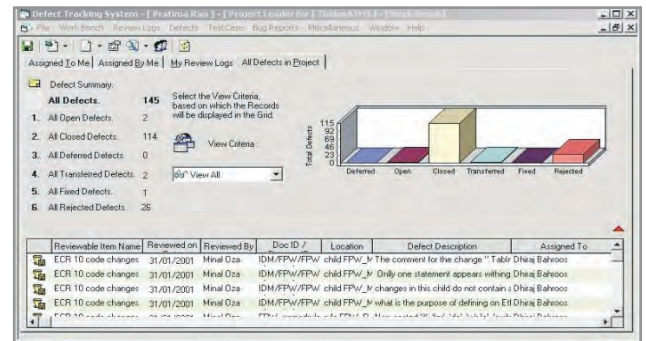 Defect Tracking System - [ Pratima Rao ] - [ Project Leader for [
File Work Bench Review Logs Defects TestCase Bug Reports Miscellaneous Window Help
Assigned To Me Assigned By Me My Review Logs All Defects in Project
Defect Summary.
All Defects. 145
1. All Open Defects. 2
2. All Closed Defects. 114
3. All Deferred Defects. 0
4. All Transferred Defects. 2
5. All Fixed Defects. 1
6. All Rejected Defects. 26
Select the View Criteria,
based on which the Records
will be displayed in the Grid.
View Criteria :
View All
Total Defects
115
92
69
46
23
0
Deferred Open Closed Transferred Fixed Rejected
Reviewable Item Name Reviewed on Reviewed By Doc ID / Location Defect Description Assigned To
ECR 10 code changes 31/01/2001 Minal Oza IDM/FPW/FPW child FPW_M The comment for the change " Tablr Dhiraj Bahroos
ECR 10 code changes 31/01/2001 Minal Oza IDM/FPW/FPW child FPW_M Only one statement appears withing Dhiraj Bahroos
ECR 10 code changes 31/01/2001 Minal Oza IDM/FPW/FPW child FPW_M changes in this child do not contain a Dhiraj Bahroos
ECR 10 code changes 31/01/2001 Minal Oza IDM/FPW/FPW child FPW_M what is the purpose of defining on Ef Dhiraj Bahroos